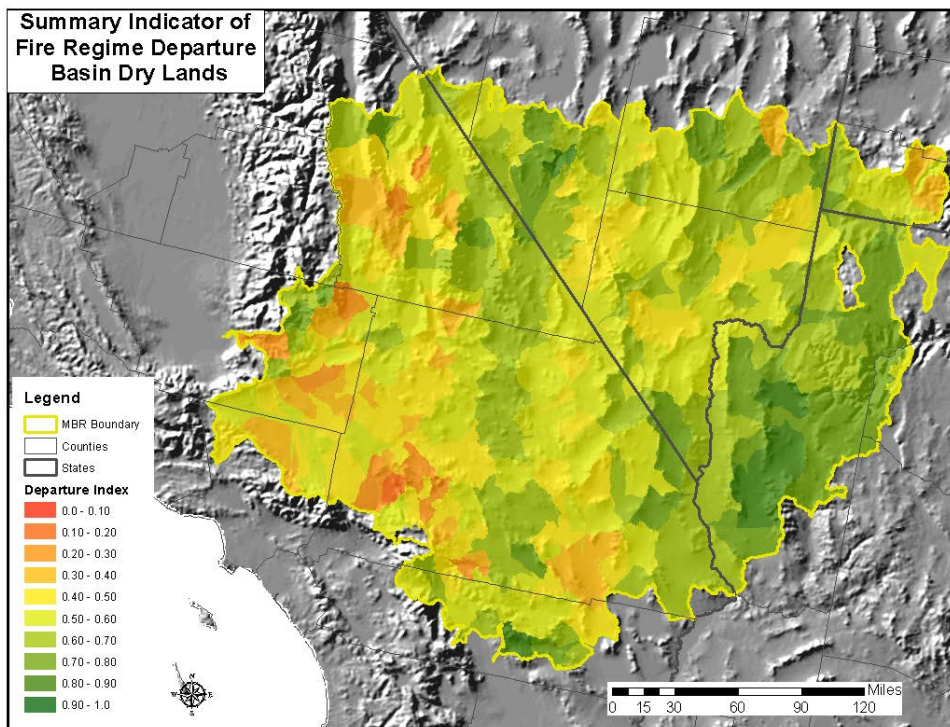 Summary Indicator of
Fire Regime Departure
Basin Dry Lands
Legend
MBR Boundary
Counties
States
Departure Index
0.0 - 0.10
0.10 - 0.20
0.20 - 0.30
0.30 - 0.40
0.40 - 0.50
0.50 - 0.60
0.60 - 0.70
0.70 - 0.80
0.80 - 0.90
0.90 - 1.0
N
W E
S
Miles
0 15 30 60 90 120